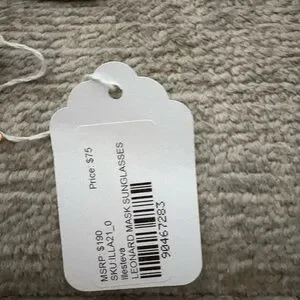 Price: $75
MSRP: $190
SKU:ILLA21_0
Illesteva
LEONARD MASK SUNGLASSES
90467283